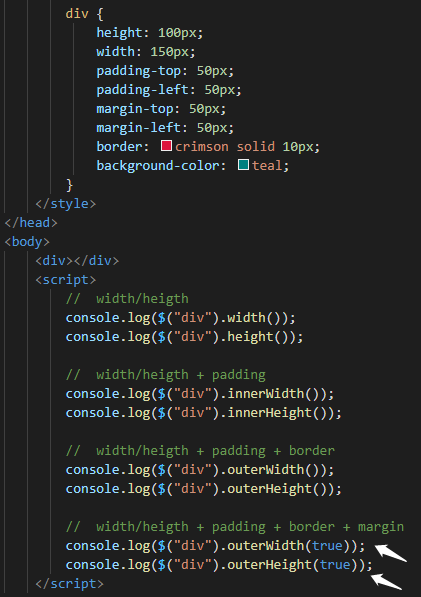 div {
height: 100px;
width: 150px;
padding-top: 50px;
padding-left: 50px;
margin-top: 50px;
margin-left: 50px;
border: crimson solid 10px;
background-color: teal;
}
</style>
</head>
<body>
<div></div>
<script>
// width/heigth
console.log($("div").width());
console.log($("div").height());
// width/heigth + padding
console.log($("div").innerWidth());
console.log($("div").innerHeight());
// width/heigth + padding + border
console.log($("div").outerWidth());
console.log($("div").outerHeight());
// width/heigth + padding + border + margin
console.log($("div").outerWidth(true));
console.log($("div").outerHeight(true));
</script>